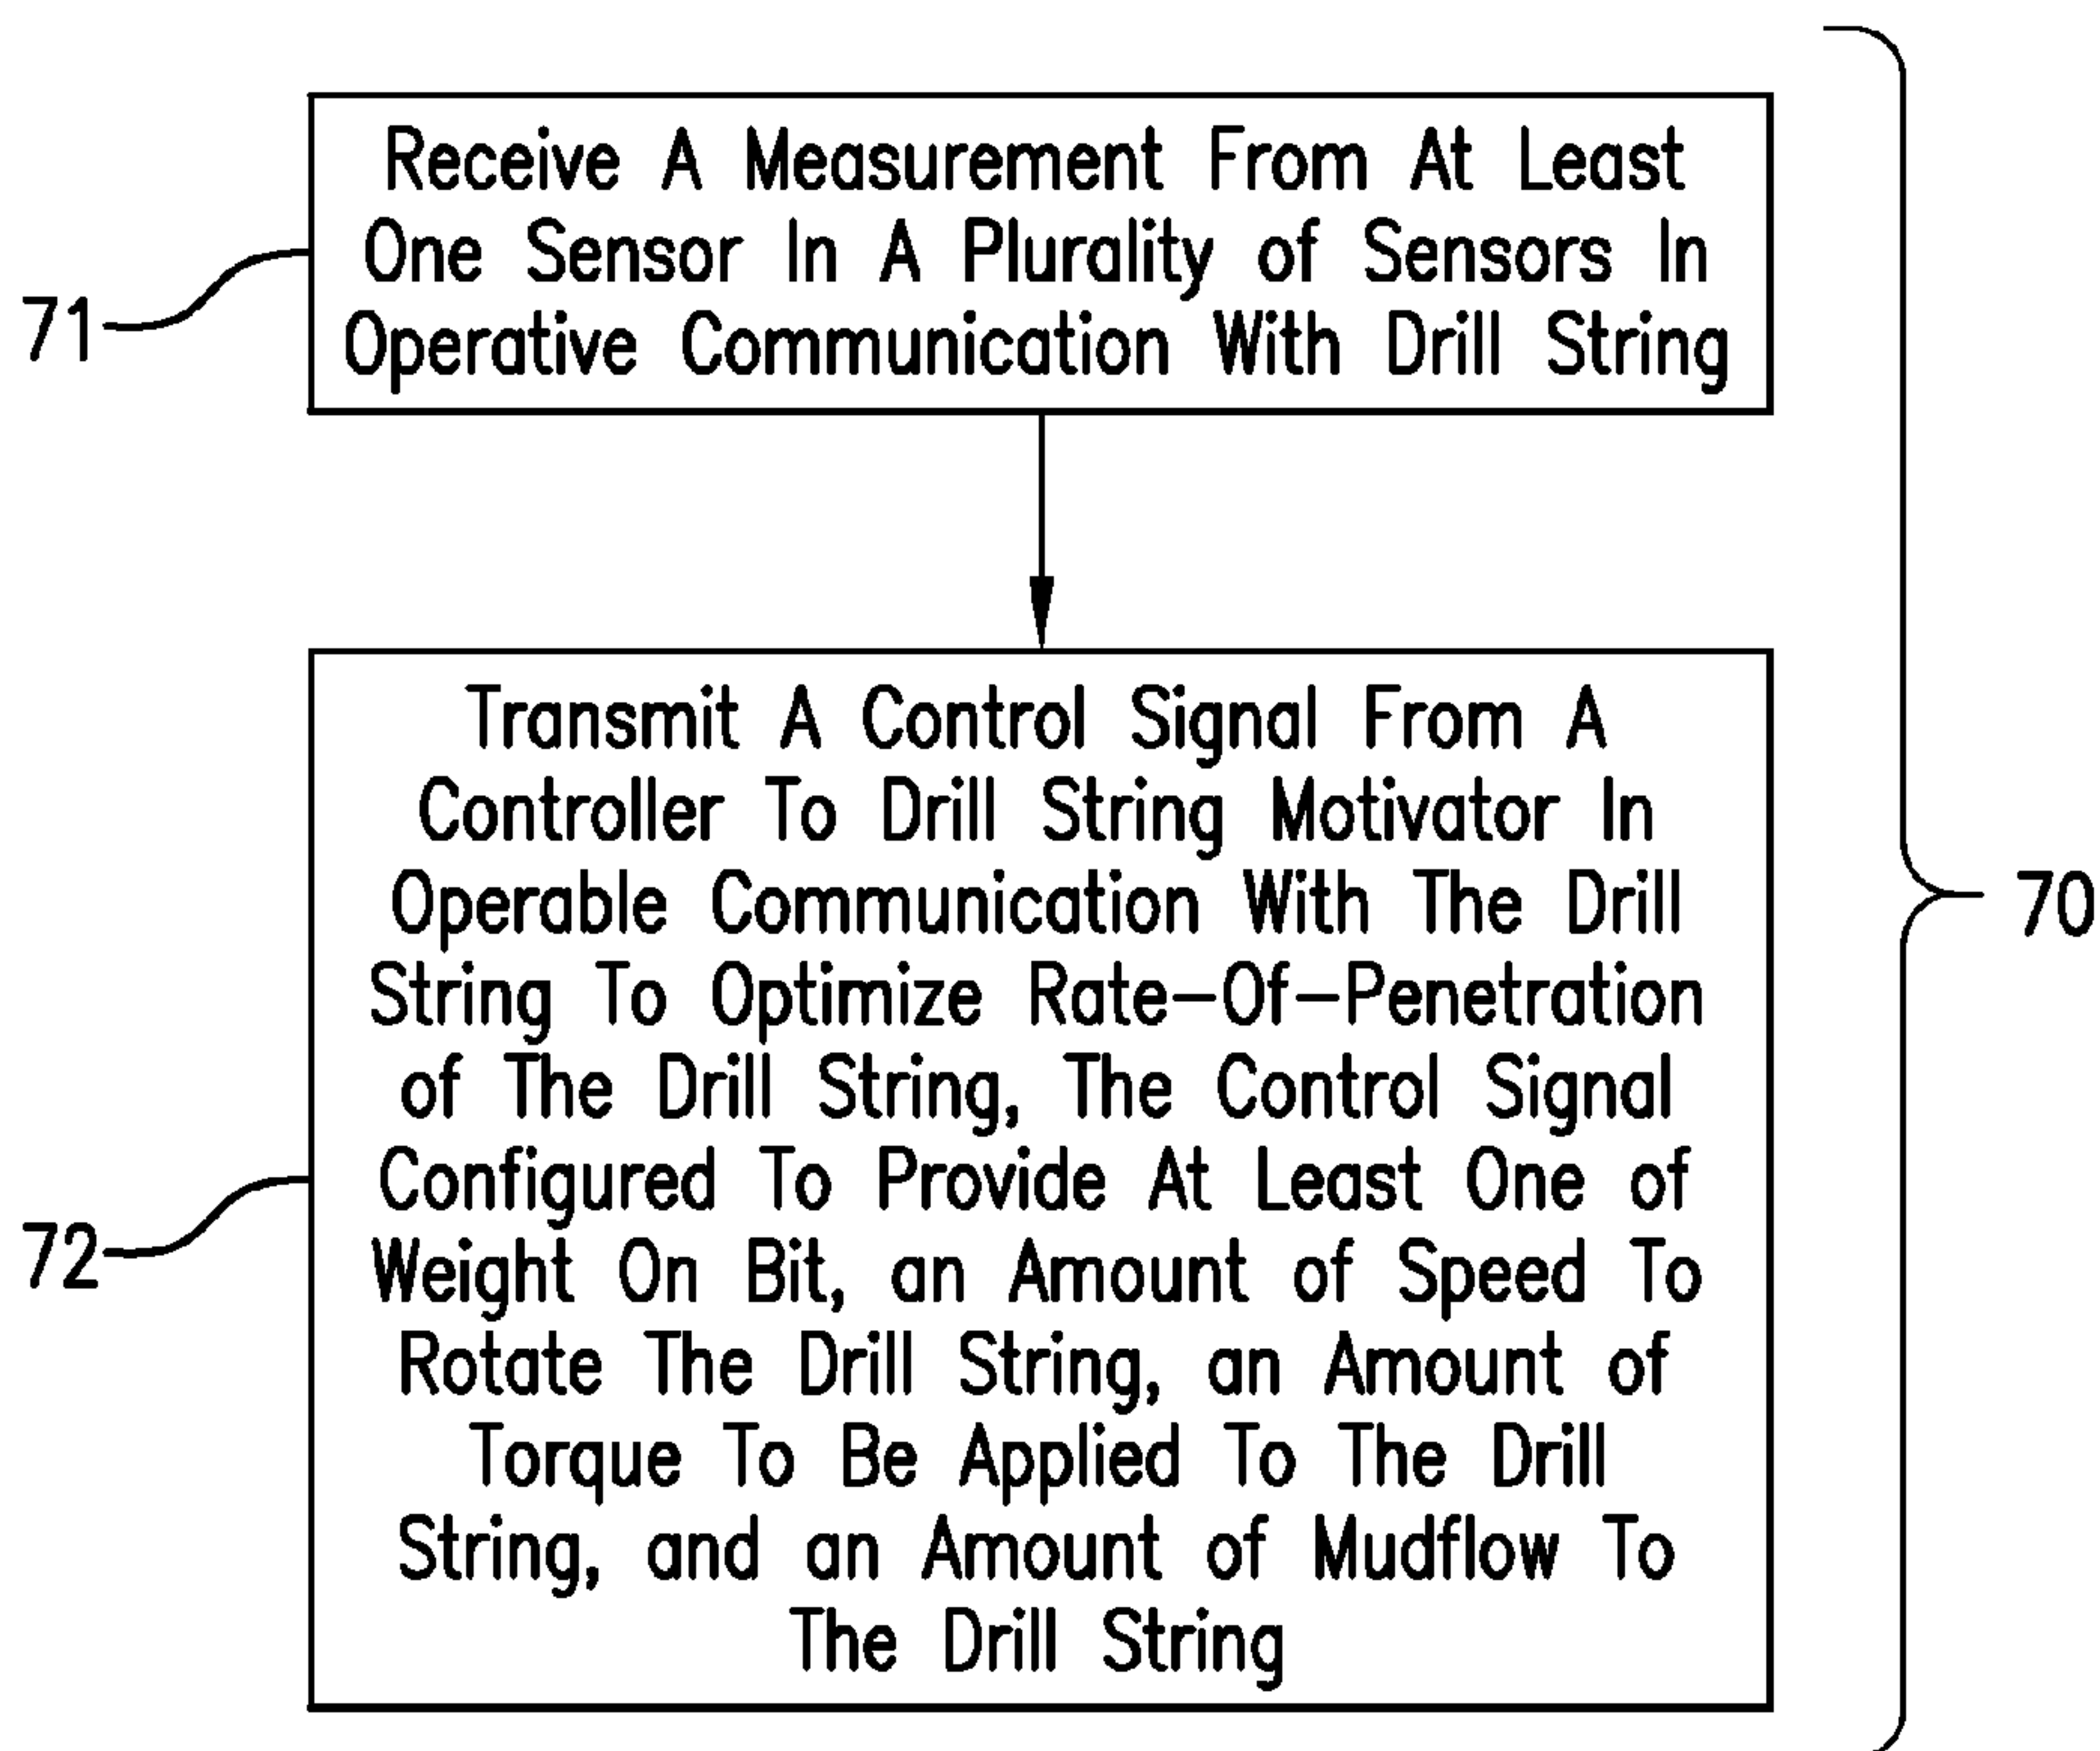 Receive A Measurement From At Least
One Sensor In A Plurality of Sensors In
Operative Communication With Drill String
71
Transmit A Control Signal From A
Controller To Drill String Motivator In
Operable Communication With The Drill
String To Optimize Rate-Of-Penetration
of The Drill String, The Control Signal
Configured To Provide At Least One of
Weight On Bit, an Amount of Speed To
Rotate The Drill String, an Amount of
Torque To Be Applied To The Drill
String, and an Amount of Mudflow To
The Drill String
72
70